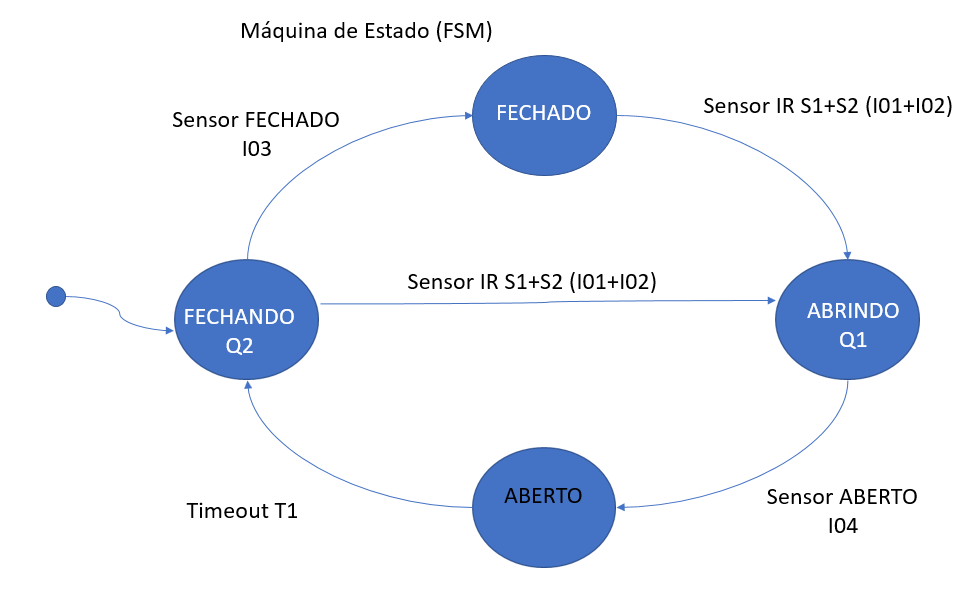 Máquina de Estado (FSM)
FECHADO
Sensor IR S1+S2 (I01+I02)
Sensor FECHADO
I03
Sensor IR S1+S2 (I01+I02)
FECHANDO
Q2
ABRINDO
Q1
ABERTO
Sensor ABERTO
I04
Timeout T1